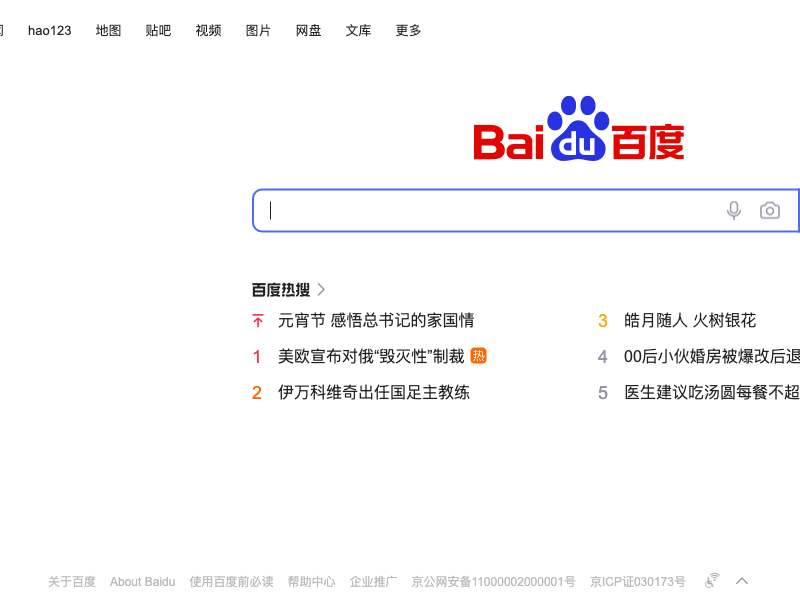 hao123 地图 贴吧 视频 图片 网盘 文库 更多
Bai du 百度
百度热搜
元宵节 感悟总书记的家国情
3 皓月随人 火树银花
1 美欧宣布对俄“毁灭性”制裁 热
4 00后小伙婚房被爆改后退
2 伊万科维奇出任国足主教练
5 医生建议吃汤圆每餐不超
关于百度 About Baidu 使用百度前必读 帮助中心 企业推广 京公网安备11000002000001号 京ICP证030173号